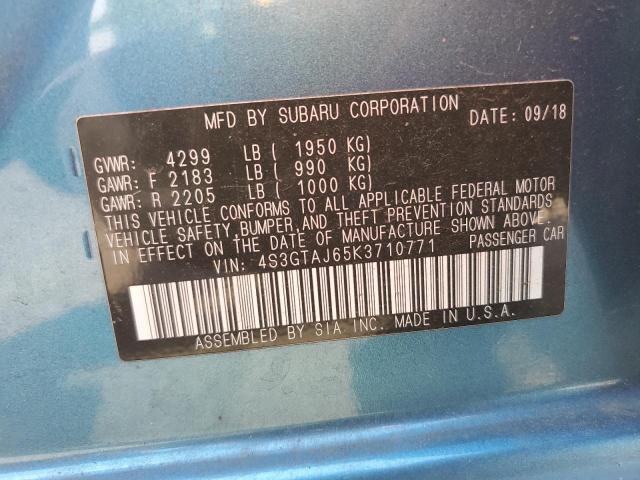 MFD BY SUBARU CORPORATION DATE: 09/18
GVWR: 4299 LB ( 1950 KG)
GAWR: F 2183 LB ( 990 KG)
GAWR: R 2205 LB ( 1000 KG)
THIS VEHICLE CONFORMS TO ALL APPLICABLE FEDERAL MOTOR
VEHICLE SAFETY, BUMPER, AND THEFT PREVENTION STANDARDS
IN EFFECT ON THE DATE OF MANUFACTURE SHOWN ABOVE.
VIN: 4S3GTAJ65K3710771 PASSENGER CAR
ASSEMBLED BY SIA INC. MADE IN U.S.A.